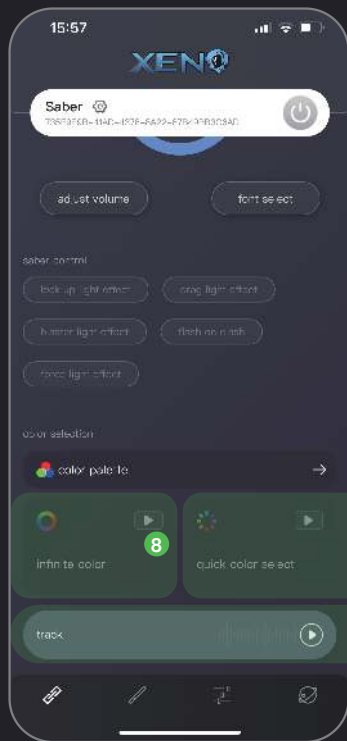 15:57
XENO
Saber
adjust volume
font select
saber control
lock up light effect
drag light effect
blaster light effect
flash on clash
force light effect
color selection
color palette
8
infinite color
quick color select
track